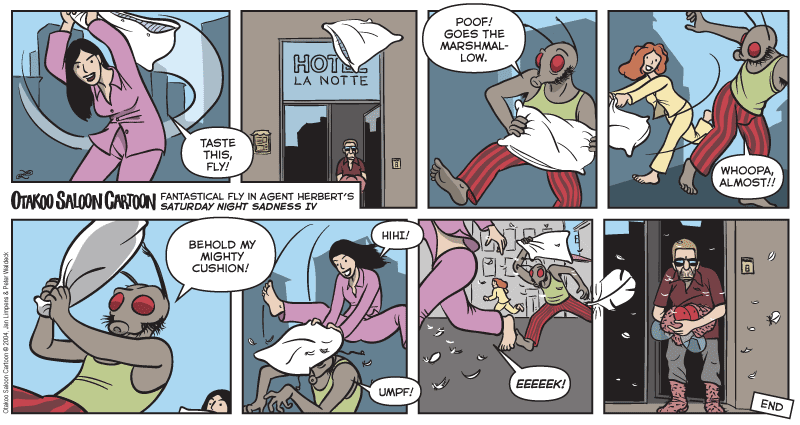 TASTE
THIS,
FLY!
HOTEL
LA NOTTE
POOF!
GOES THE
MARSHMAL-
LOW.
WHOOPA,
ALMOST!!
OTAKOO SALOON CARTOON
FANTASTICAL FLY IN AGENT HERBERT'S
SATURDAY NIGHT SADNESS IV
BEHOLD MY
MIGHTY
CUSHION!
HIHI!
UMPF!
EEEEEK!
END
Otakoo Saloon Cartoon © 2004 Jan Limpens & Peter Waldeck